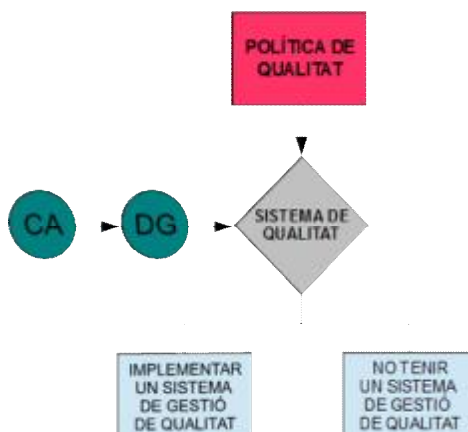 POLÍTICA DE
QUALITAT
CA
DG
SISTEMA DE
QUALITAT
IMPLEMENTAR
UN SISTEMA
DE GESTIÓ
DE QUALITAT
NO TENIR
UN SISTEMA
DE GESTIÓ
DE QUALITAT